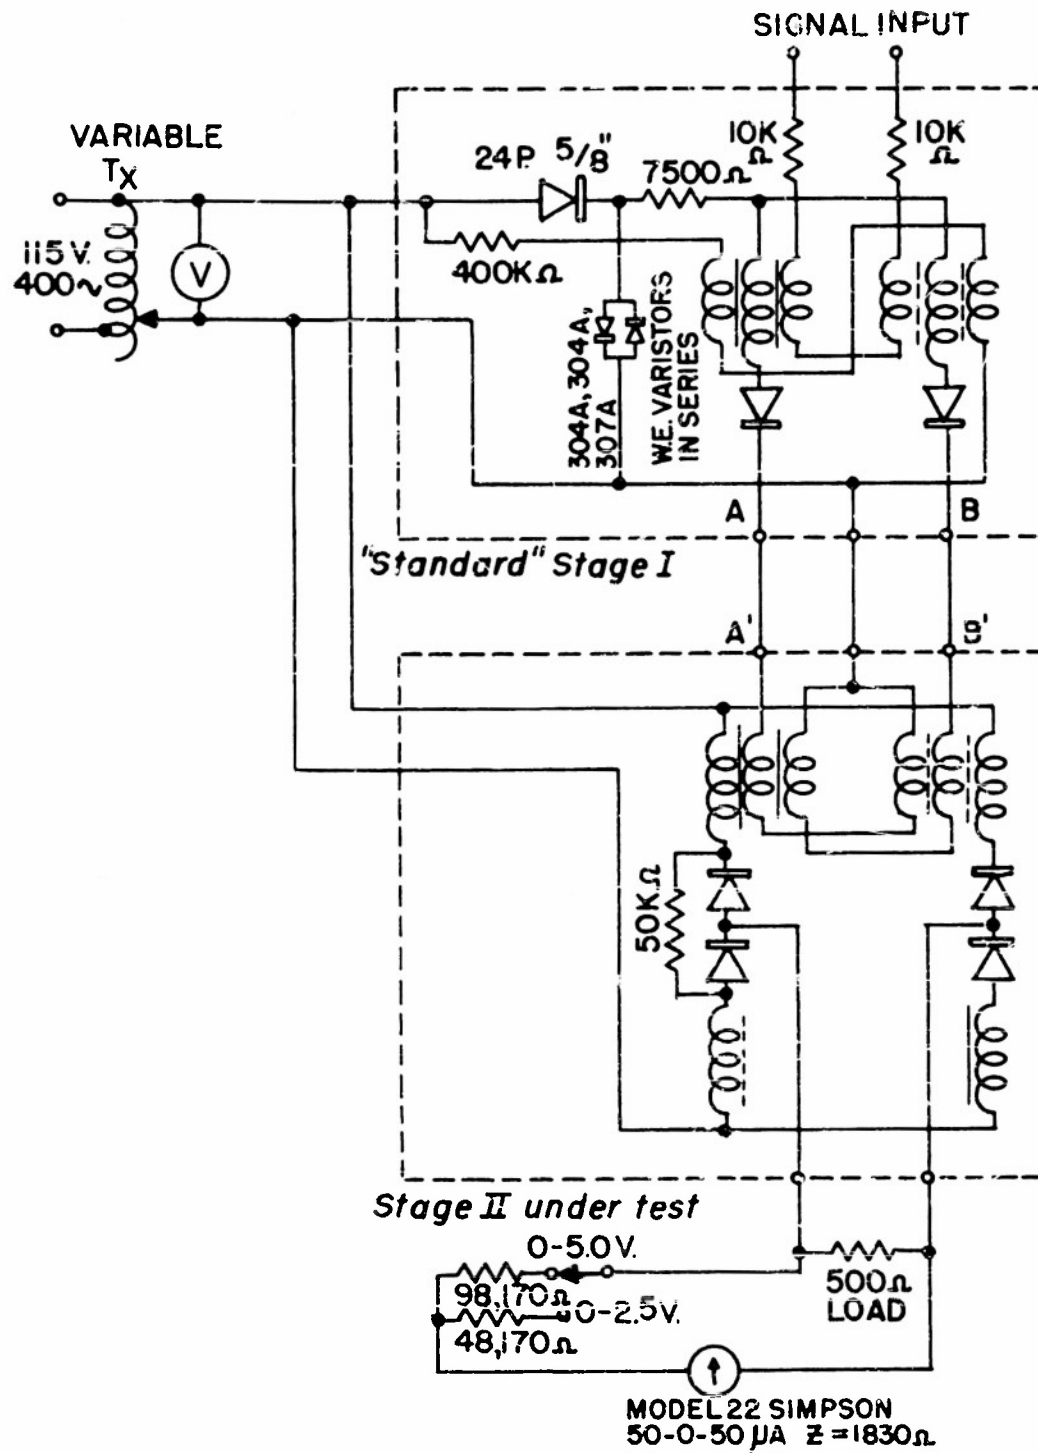 SIGNAL INPUT
VARIABLE
TX
115 V.
400~
V
24P. 5/8"
7500Ω
10K
Ω
10K
Ω
400KΩ
304A, 304A,
307A
W.E. VARISTORS
IN SERIES
A
B
"Standard" Stage I
A'
B'
50KΩ
Stage II under test
0-5.0V.
98,170Ω
0-2.5V.
48,170Ω
500Ω
LOAD
MODEL 22 SIMPSON
50-0-50 µA Z=1830Ω